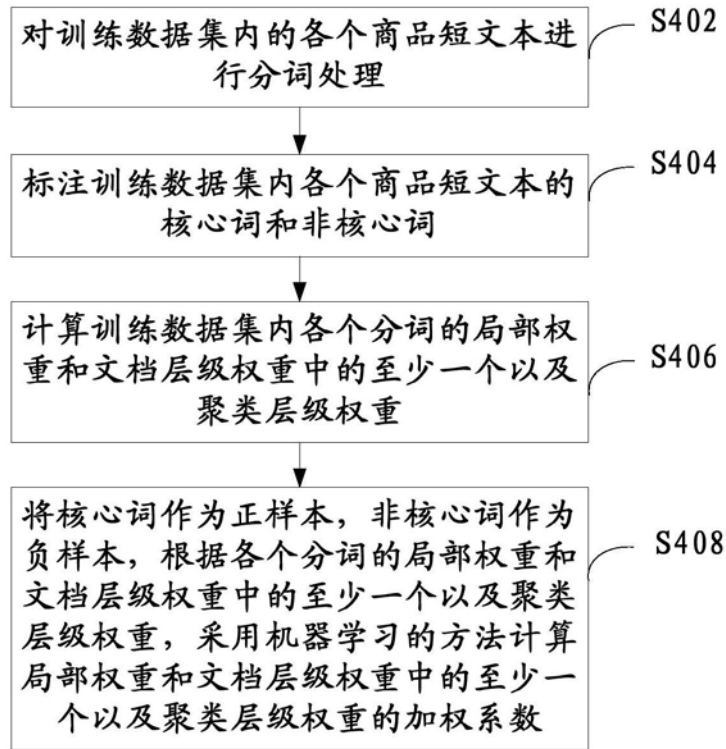 对训练数据集内的各个商品短文本进
行分词处理
S402
标注训练数据集内各个商品短文本的
核心词和非核心词
S404
计算训练数据集内各个分词的局部权
重和文档层级权重中的至少一个以及
聚类层级权重
S406
将核心词作为正样本，非核心词作为
负样本，根据各个分词的局部权重和
文档层级权重中的至少一个以及聚类
层级权重，采用机器学习的方法计算
局部权重和文档层级权重中的至少一
个以及聚类层级权重的加权系数
S408